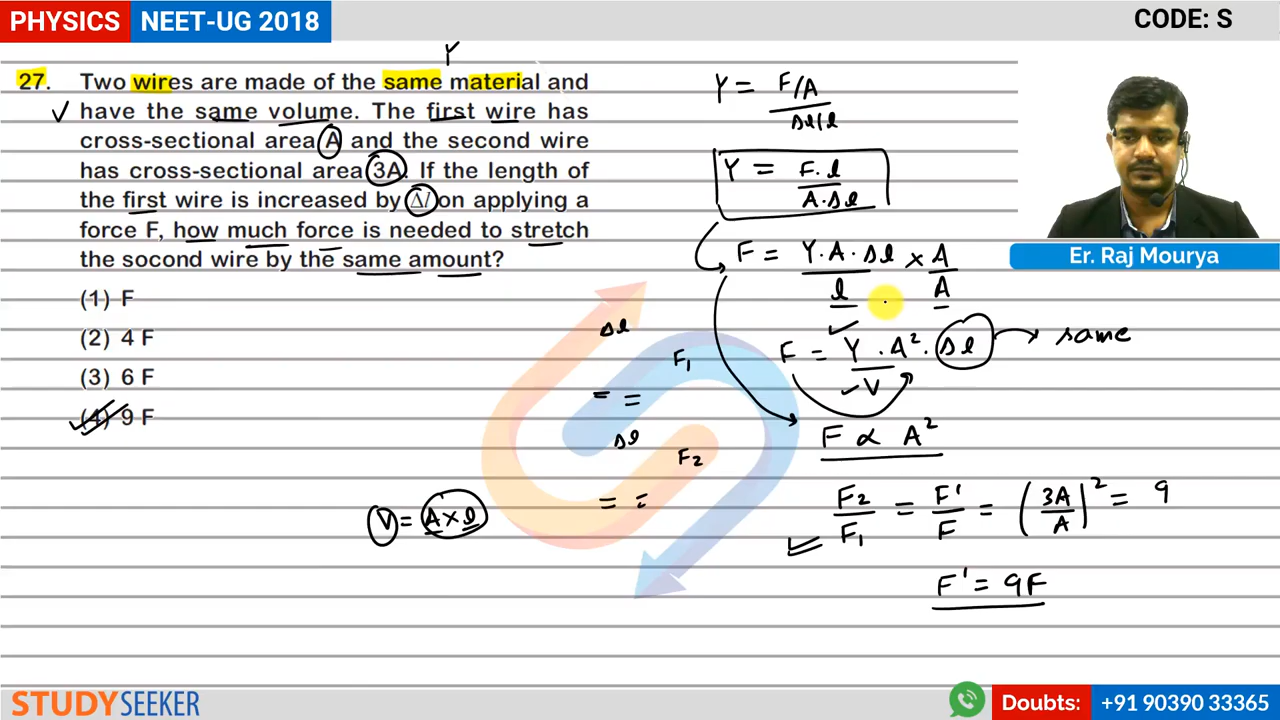 PHYSICS NEET-UG 2018
CODE: S
27. Two wires are made of the same material and
have the same volume. The first wire has
cross-sectional area A and the second wire
has cross-sectional area 3A. If the length of
the first wire is increased by Δl on applying a
force F, how much force is needed to stretch
the socond wire by the same amount?
(1) F
(2) 4 F
(3) 6 F
(4) 9 F
Y
V = A × l
Δl
F₁
= =
Δl
F₂
= =
Y = F/A / Δl/l
Y = F. l / A. Δl
F = Y. A. Δl / l × A / A
F = Y . A² . Δl / V → same
F ∝ A²
F₂ / F₁ = F' / F = (3A / A)² = 9
F' = 9F
Er. Raj Mourya
STUDY SEEKER
Doubts: +91 90390 33365